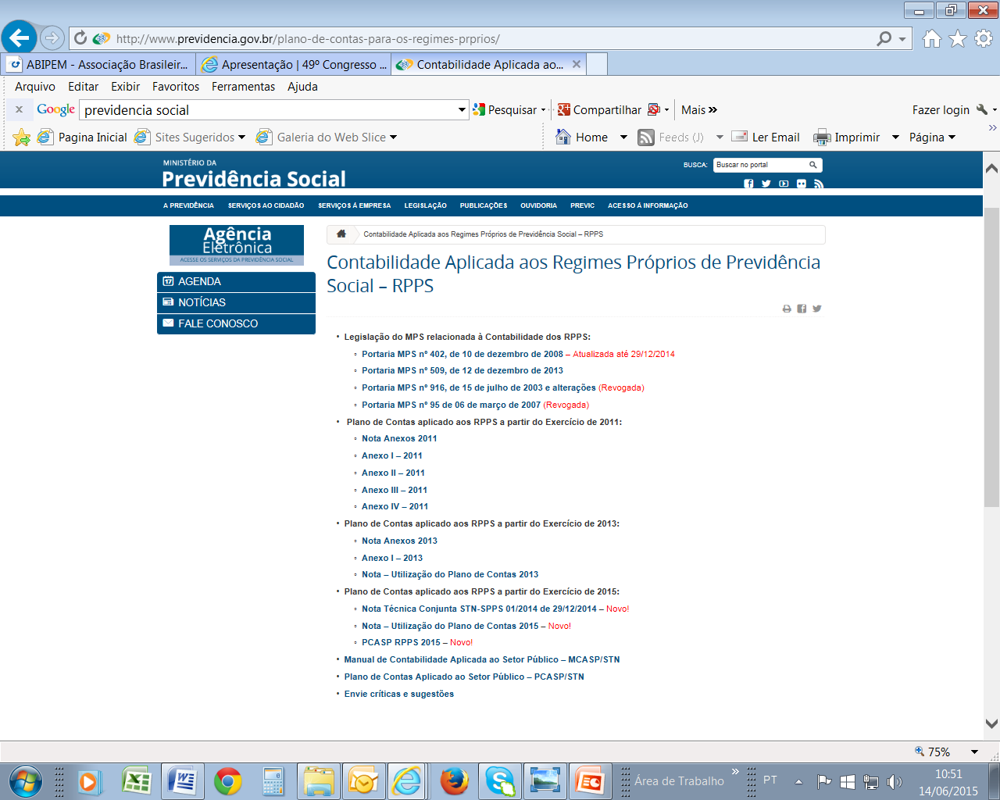 http://www.previdencia.gov.br/plano-de-contas-para-os-regimes-prprios/
ABIPEM - Associação Brasileir...
Apresentação | 49º Congresso ...
Contabilidade Aplicada ao...
Arquivo Editar Exibir Favoritos Ferramentas Ajuda
x Google previdencia social Pesquisar Compartilhar Mais » Fazer login
Pagina Inicial Sites Sugeridos Galeria do Web Slice Home Feeds (J) Ler Email Imprimir Página »
MINISTÉRIO DA
Previdência Social
BUSCA: Buscar no portal
A PREVIDÊNCIA SERVIÇOS AO CIDADÃO SERVIÇOS À EMPRESA LEGISLAÇÃO PUBLICAÇÕES OUVIDORIA PREVIC ACESSO À INFORMAÇÃO
Agência
Eletrônica
ACESSE OS SERVIÇOS DA PREVIDÊNCIA SOCIAL
17 AGENDA
NOTÍCIAS
FALE CONOSCO
Contabilidade Aplicada aos Regimes Próprios de Previdência Social – RPPS
Contabilidade Aplicada aos Regimes Próprios de Previdência
Social – RPPS
• Legislação do MPS relacionada à Contabilidade dos RPPS:
◦ Portaria MPS nº 402, de 10 de dezembro de 2008 – Atualizada até 29/12/2014
◦ Portaria MPS nº 509, de 12 de dezembro de 2013
◦ Portaria MPS nº 916, de 15 de julho de 2003 e alterações (Revogada)
◦ Portaria MPS nº 95 de 06 de março de 2007 (Revogada)
• Plano de Contas aplicado aos RPPS a partir do Exercício de 2011:
◦ Nota Anexos 2011
◦ Anexo I – 2011
◦ Anexo II – 2011
◦ Anexo III – 2011
◦ Anexo IV – 2011
• Plano de Contas aplicado aos RPPS a partir do Exercício de 2013:
◦ Nota Anexos 2013
◦ Anexo I – 2013
◦ Nota – Utilização do Plano de Contas 2013
• Plano de Contas aplicado aos RPPS a partir do Exercício de 2015:
◦ Nota Técnica Conjunta STN-SPPS 01/2014 de 29/12/2014 – Novo!
◦ Nota – Utilização do Plano de Contas 2015 – Novo!
◦ PCASP RPPS 2015 – Novo!
• Manual de Contabilidade Aplicada ao Setor Público – MCASP/STN
• Plano de Contas Aplicado ao Setor Público – PCASP/STN
• Envie críticas e sugestões
75%
Área de Trabalho » PT
10:51
14/06/2015